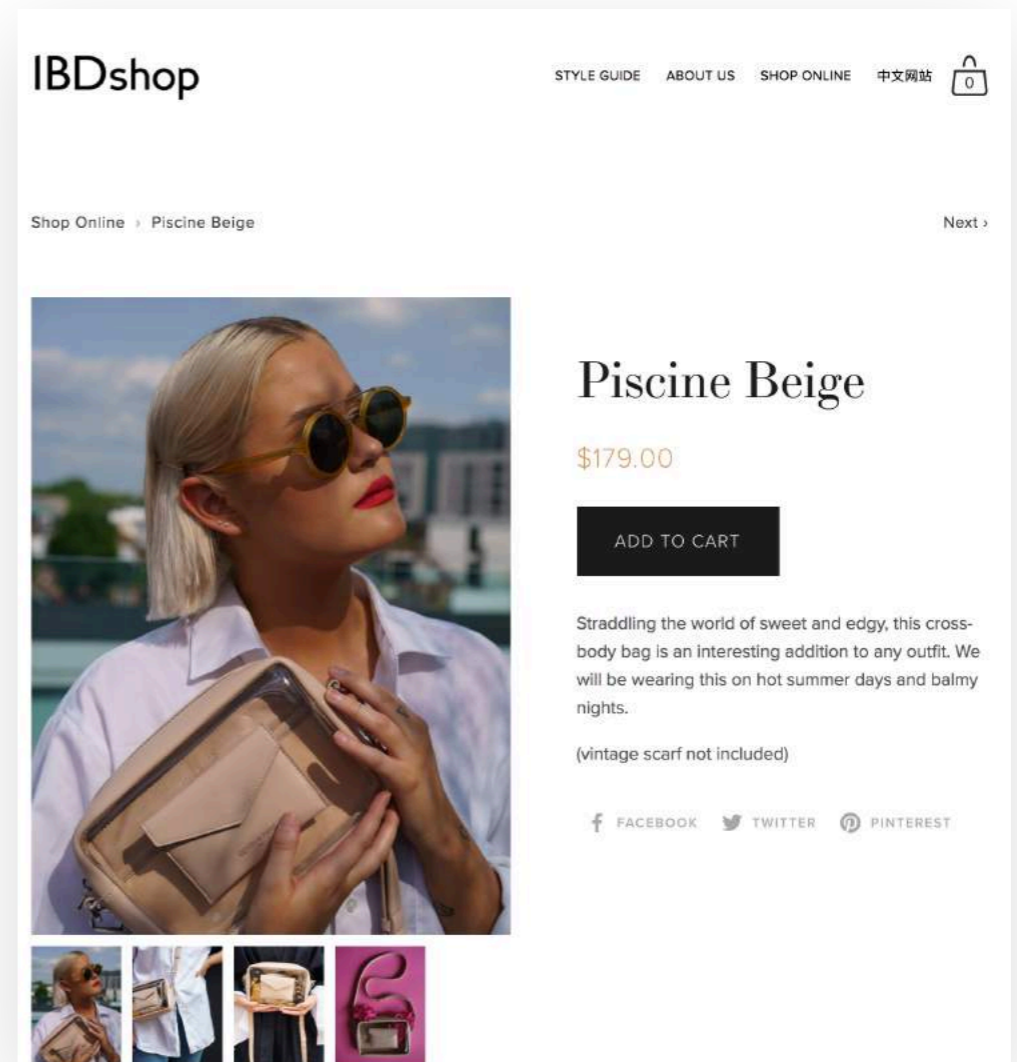 IBDshop
STYLE GUIDE ABOUT US SHOP ONLINE 中文网站 0
Shop Online › Piscine Beige
Next ›
Piscine Beige
$179.00
ADD TO CART
Straddling the world of sweet and edgy, this cross-
body bag is an interesting addition to any outfit. We
will be wearing this on hot summer days and balmy
nights.
(vintage scarf not included)
FACEBOOK TWITTER PINTEREST